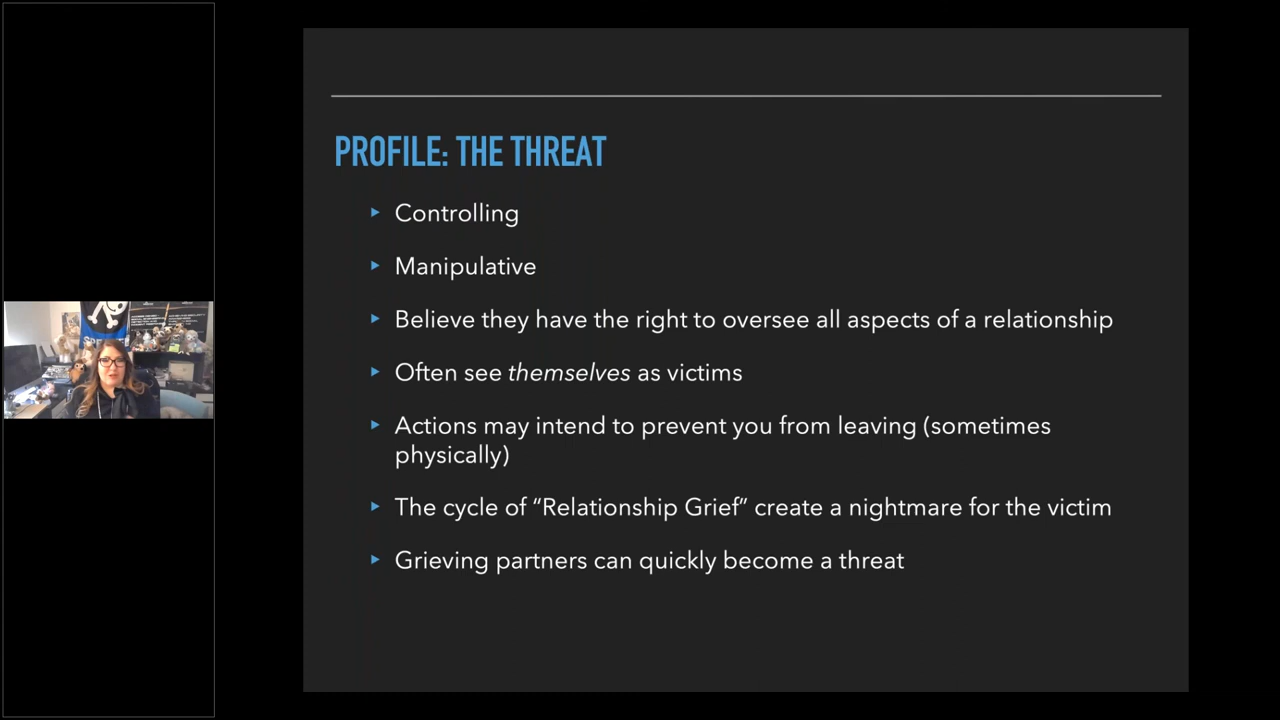 PROFILE: THE THREAT
Controlling
Manipulative
Believe they have the right to oversee all aspects of a relationship
Often see themselves as victims
Actions may intend to prevent you from leaving (sometimes
physically)
The cycle of “Relationship Grief” create a nightmare for the victim
Grieving partners can quickly become a threat